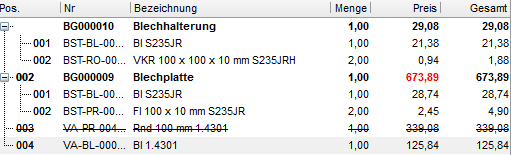 Pos. Nr Bezeichnung Menge Preis Gesamt
BG000010 Blechhalterung 1,00 29,08 29,08
001 BST-BL-00... Bl S235JR 1,00 21,38 21,38
002 BST-RO-00... VKR 100 x 100 x 10 mm S235JRH 2,00 0,94 1,88
002 BG000009 Blechplatte 1,00 673,89 673,89
001 BST-BL-00... Bl S235JR 1,00 28,74 28,74
002 BST-PR-00... Fl 100 x 10 mm S235JR 2,00 2,45 4,90
003 VA-PR-004... Rnd 100 mm 1.4301 1,00 339,08 339,08
004 VA-BL-000... Bl 1.4301 1,00 125,84 125,84